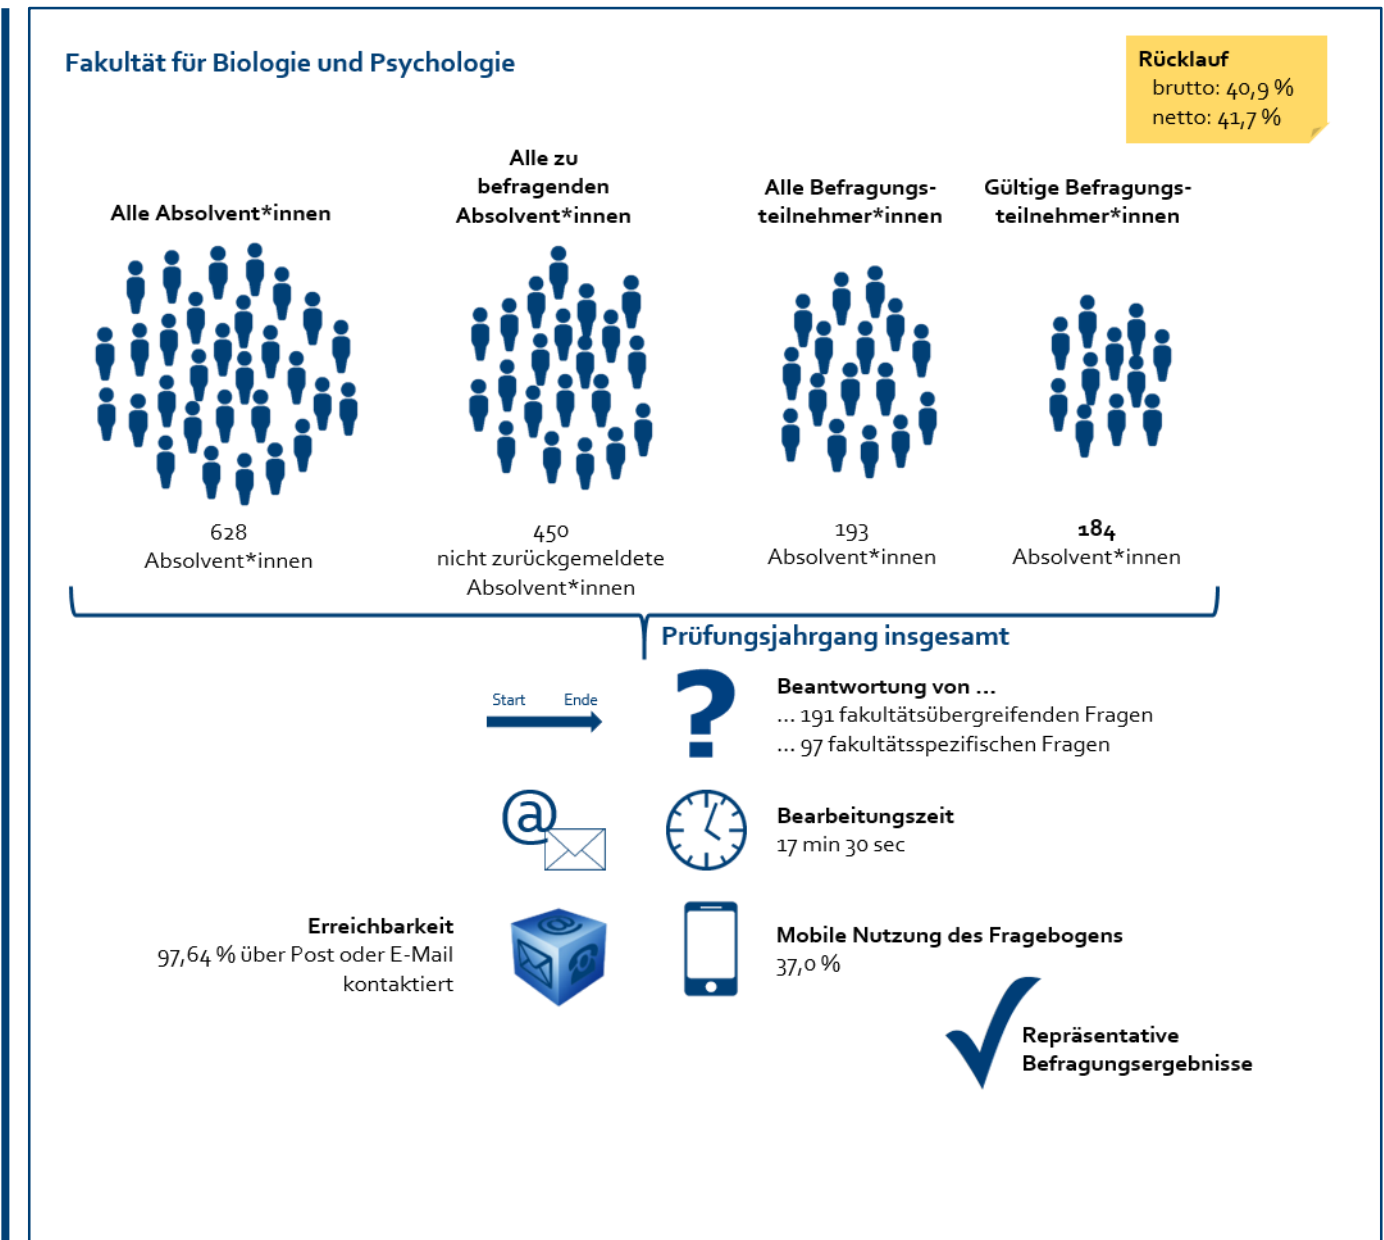 Fakultät für Biologie und Psychologie
Rücklauf
brutto: 40,9 %
netto: 41,7 %
Alle Absolvent*innen
Alle zu
befragenden
Absolvent*innen
Alle Befragungs-
teilnehmer*innen
Gültige Befragungs-
teilnehmer*innen
628
Absolvent*innen
450
nicht zurückgemeldete
Absolvent*innen
193
Absolvent*innen
184
Absolvent*innen
Prüfungsjahrgang insgesamt
Start Ende
?
Beantwortung von ...
... 191 fakultätsübergreifenden Fragen
... 97 fakultätsspezifischen Fragen
@
Bearbeitungszeit
17 min 30 sec
Erreichbarkeit
97,64 % über Post oder E-Mail
kontaktiert
@
Mobile Nutzung des Fragebogens
37,0 %
Repräsentative
Befragungsergebnisse